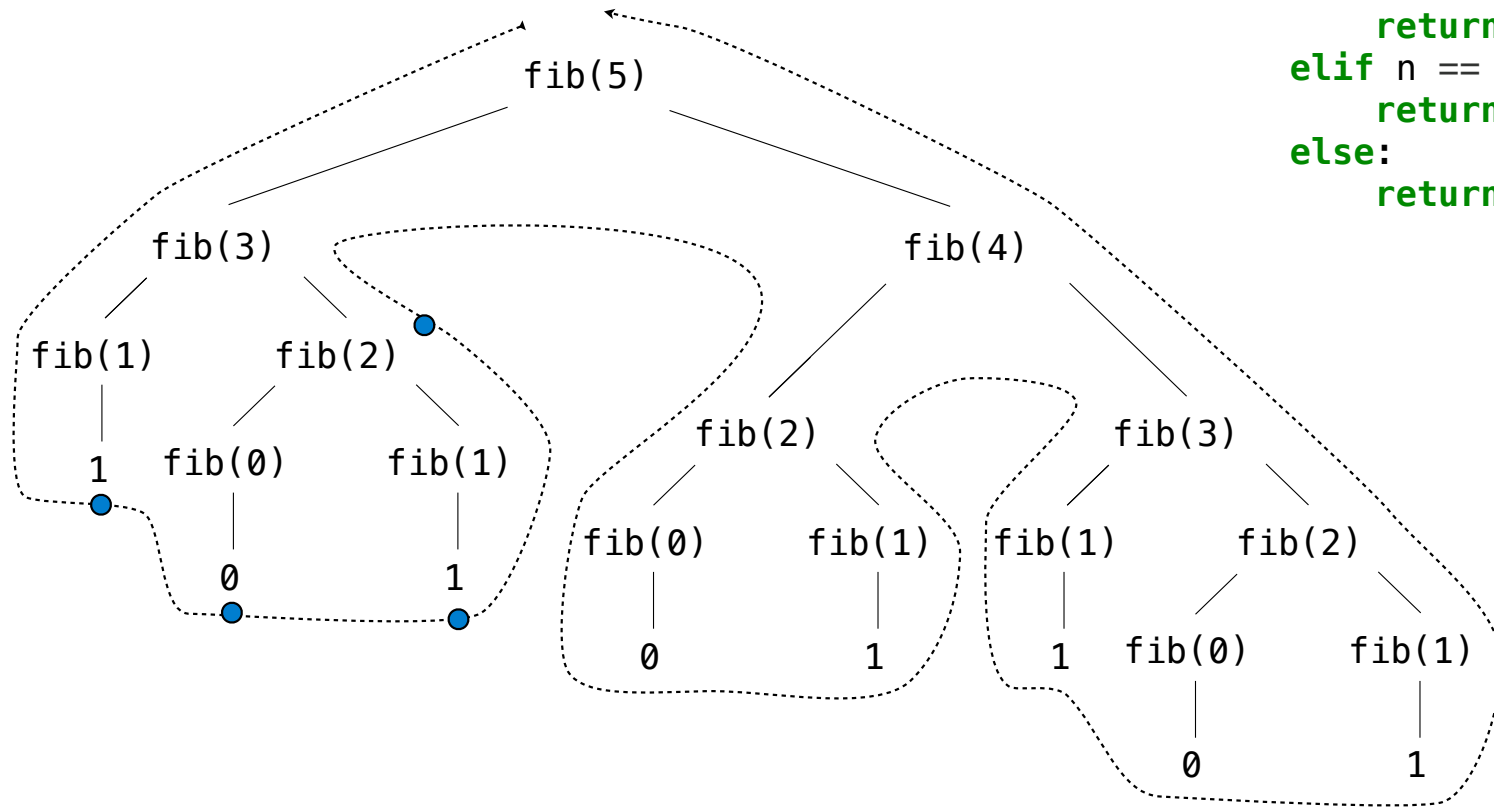 return
elif n ==
return
else:
return
fib(5)
fib(3) fib(4)
fib(1) fib(2)
fib(2) fib(3)
1 fib(0) fib(1)
fib(0) fib(1) fib(1) fib(2)
0 1
0 1 1 fib(0) fib(1)
0 1